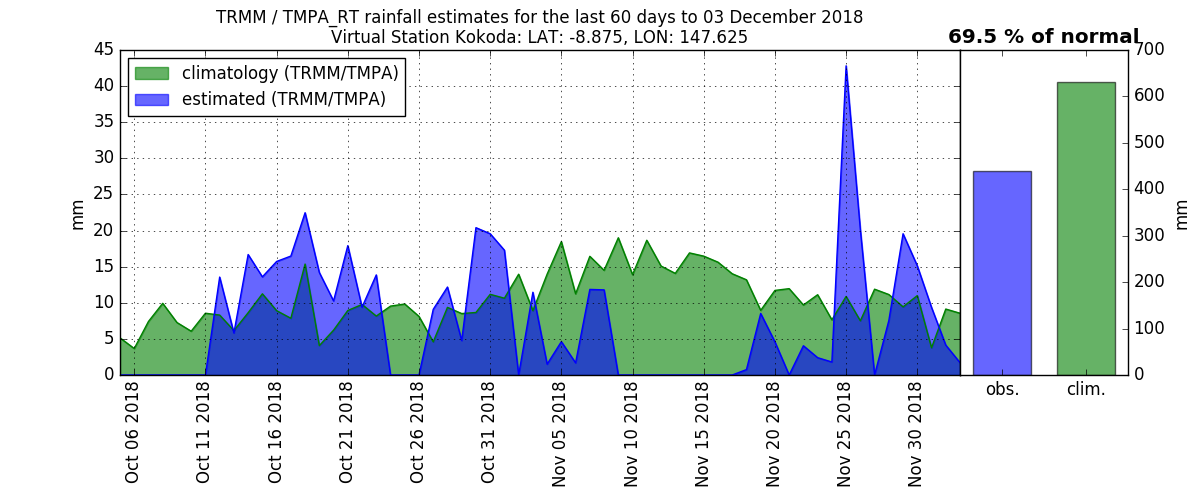 TRMM / TMPA_RT rainfall estimates for the last 60 days to 03 December 2018
Virtual Station Kokoda: LAT: -8.875, LON: 147.625
69.5 % of normal
climatology (TRMM/TMPA)
estimated (TRMM/TMPA)
45
40
35
30
25
20
15
10
5
0
mm
Oct 06 2018
Oct 11 2018
Oct 16 2018
Oct 21 2018
Oct 26 2018
Oct 31 2018
Nov 05 2018
Nov 10 2018
Nov 15 2018
Nov 20 2018
Nov 25 2018
Nov 30 2018
obs.
clim.
700
600
500
400
300
200
100
0
mm